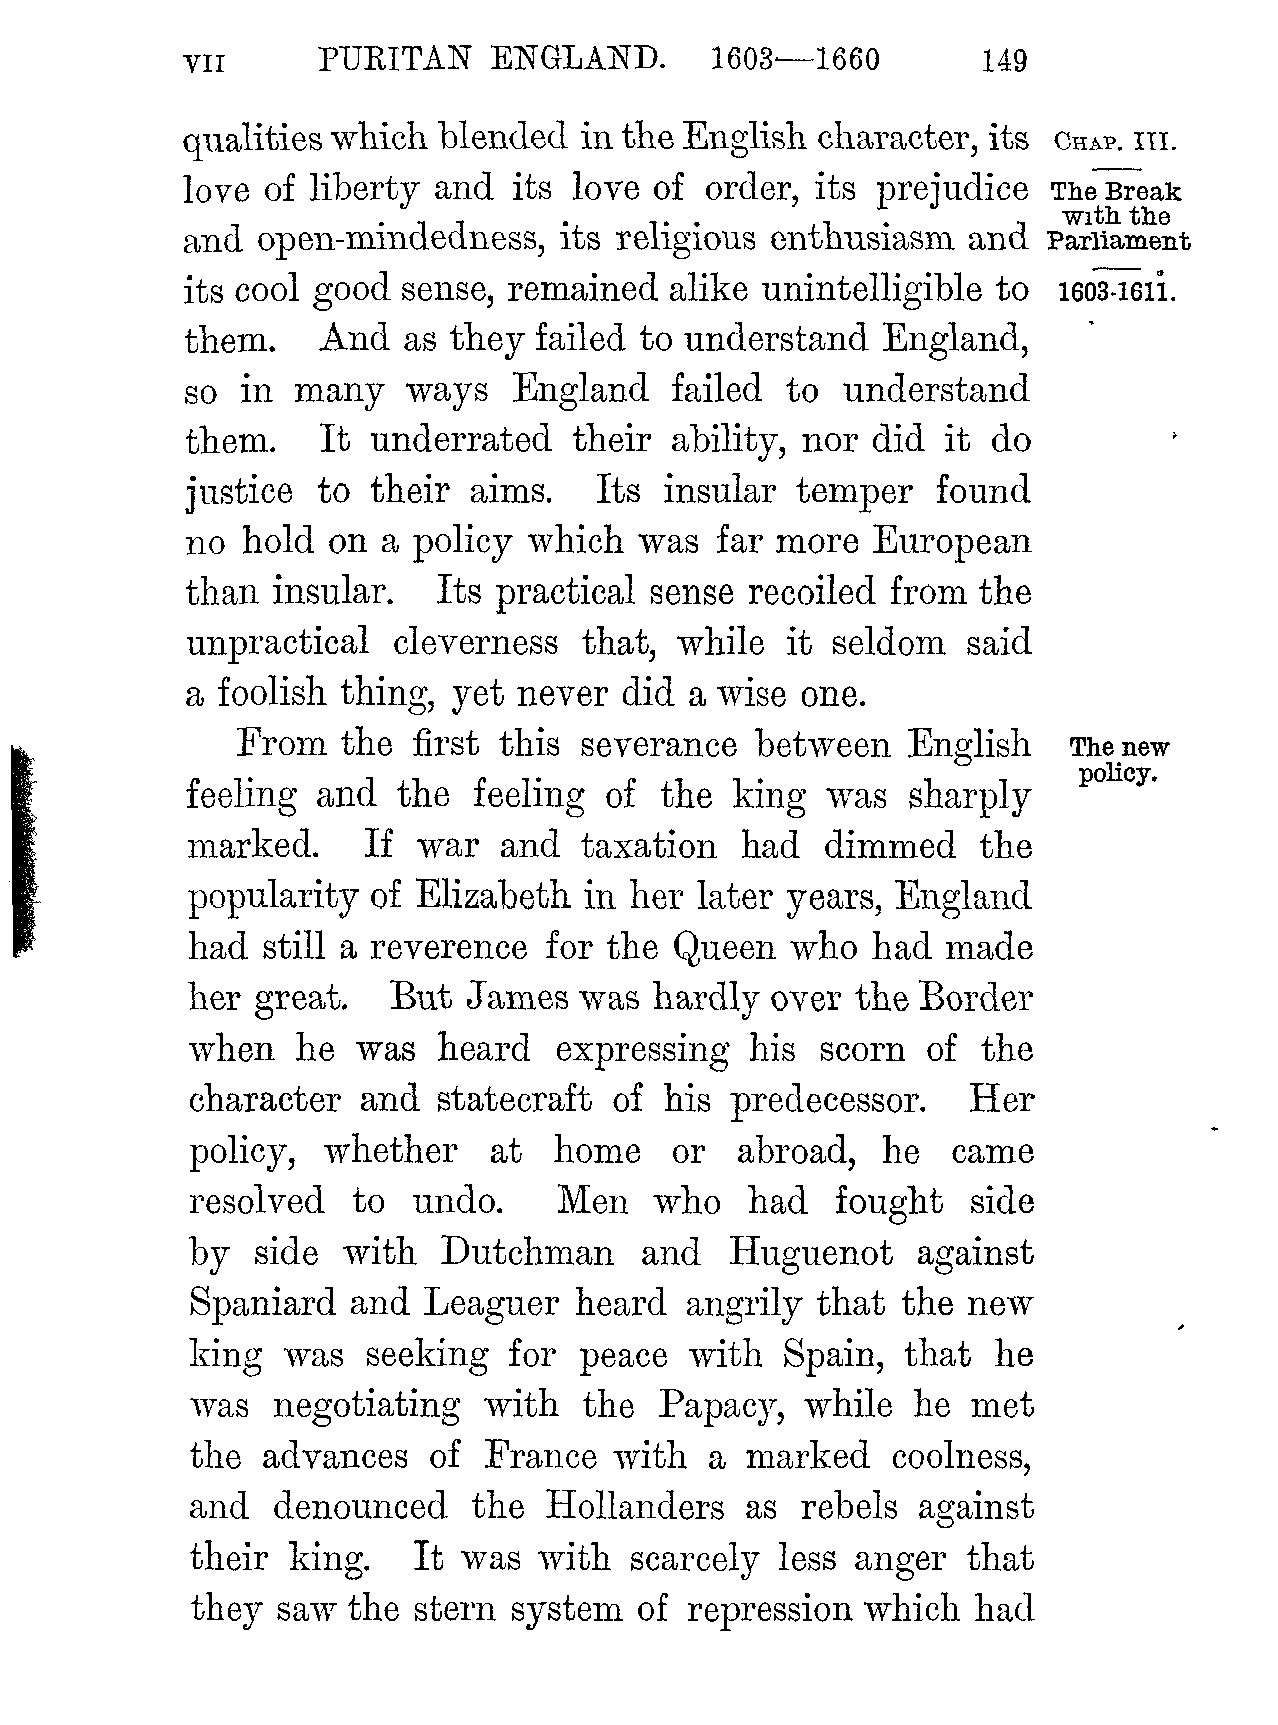 VII PURITAN ENGLAND. 1603—1660 149
qualities which blended in the English character, its
love of liberty and its love of order, its prejudice
and open-mindedness, its religious enthusiasm and
its cool good sense, remained alike unintelligible to
them. And as they failed to understand England,
so in many ways England failed to understand
them. It underrated their ability, nor did it do
justice to their aims. Its insular temper found
no hold on a policy which was far more European
than insular. Its practical sense recoiled from the
unpractical cleverness that, while it seldom said
a foolish thing, yet never did a wise one.
CHAP. III.
The Break
with the
Parliament
1603-1611.
From the first this severance between English
feeling and the feeling of the king was sharply
marked. If war and taxation had dimmed the
popularity of Elizabeth in her later years, England
had still a reverence for the Queen who had made
her great. But James was hardly over the Border
when he was heard expressing his scorn of the
character and statecraft of his predecessor. Her
policy, whether at home or abroad, he came
resolved to undo. Men who had fought side
by side with Dutchman and Huguenot against
Spaniard and Leaguer heard angrily that the new
king was seeking for peace with Spain, that he
was negotiating with the Papacy, while he met
the advances of France with a marked coolness,
and denounced the Hollanders as rebels against
their king. It was with scarcely less anger that
they saw the stern system of repression which had
The new
policy.